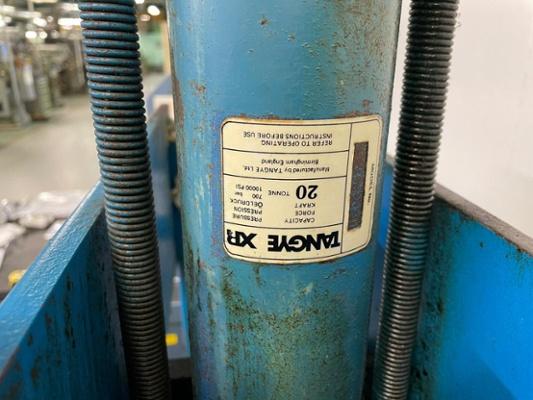 TANGYE XR
CAPACITY
FORCE
KRAFT
20 TONNE
PRESSURE
PRESSION
OELDRUCK
700 bar
10000 PSI
Manufactured by TANGYE LTD.
Birmingham, England
REFER TO OPERATING
INSTRUCTIONS BEFORE USE